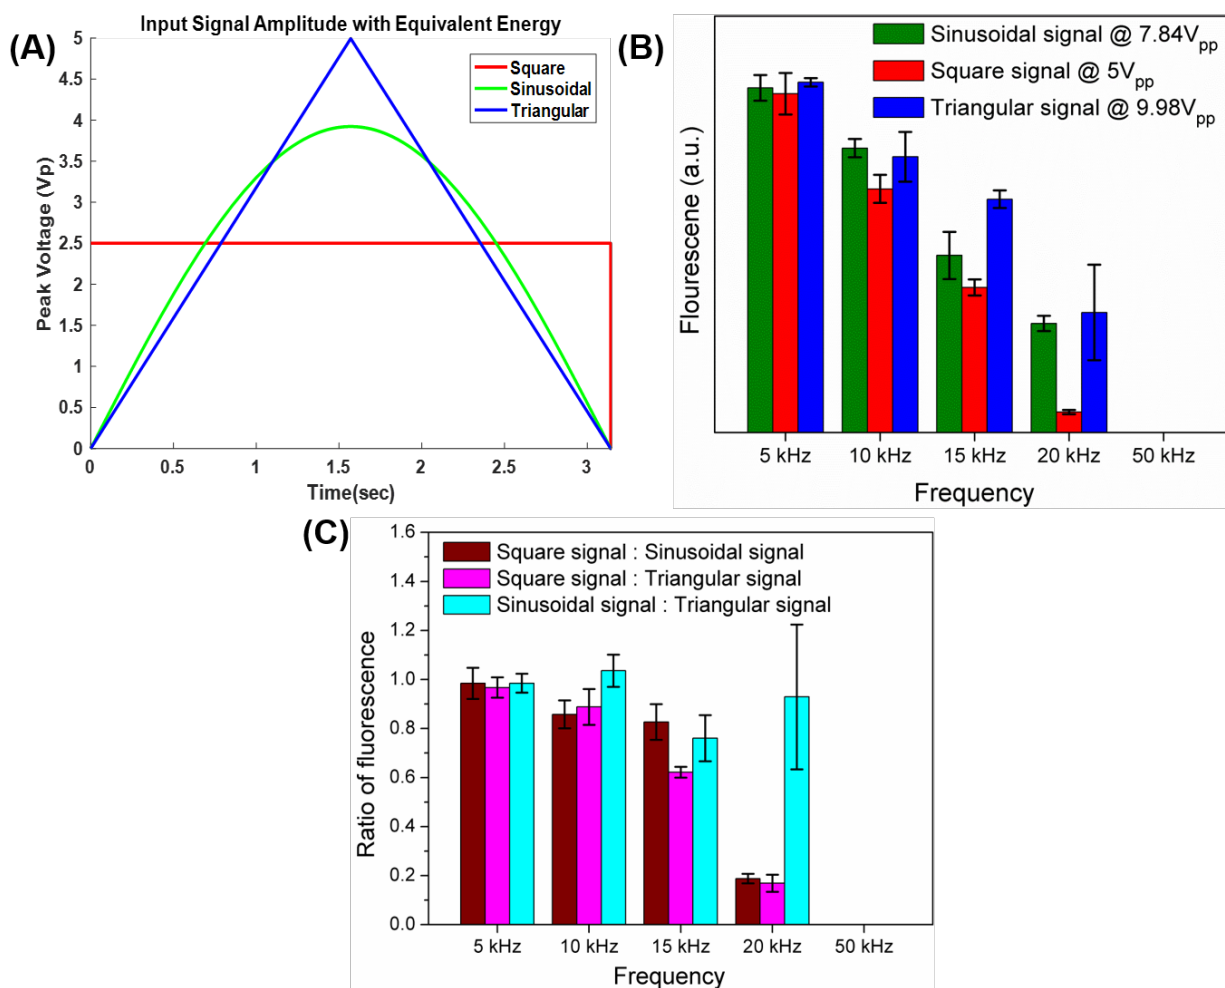 (A)
Input Signal Amplitude with Equivalent Energy
Square
Sinusoidal
Triangular
5
4.5
4
3.5
3
2.5
2
1.5
1
0.5
0
Peak Voltage (Vp)
0 0.5 1 1.5 2 2.5 3
Time(sec)
(B)
Sinusoidal signal @ 7.84Vpp
Square signal @ 5Vpp
Triangular signal @ 9.98Vpp
Flourescene (a.u.)
5 kHz 10 kHz 15 kHz 20 kHz 50 kHz
Frequency
(C)
Square signal : Sinusoidal signal
Square signal : Triangular signal
Sinusoidal signal : Triangular signal
1.6
1.4
1.2
1.0
0.8
0.6
0.4
0.2
0.0
Ratio of fluorescence
5 kHz 10 kHz 15 kHz 20 kHz 50 kHz
Frequency